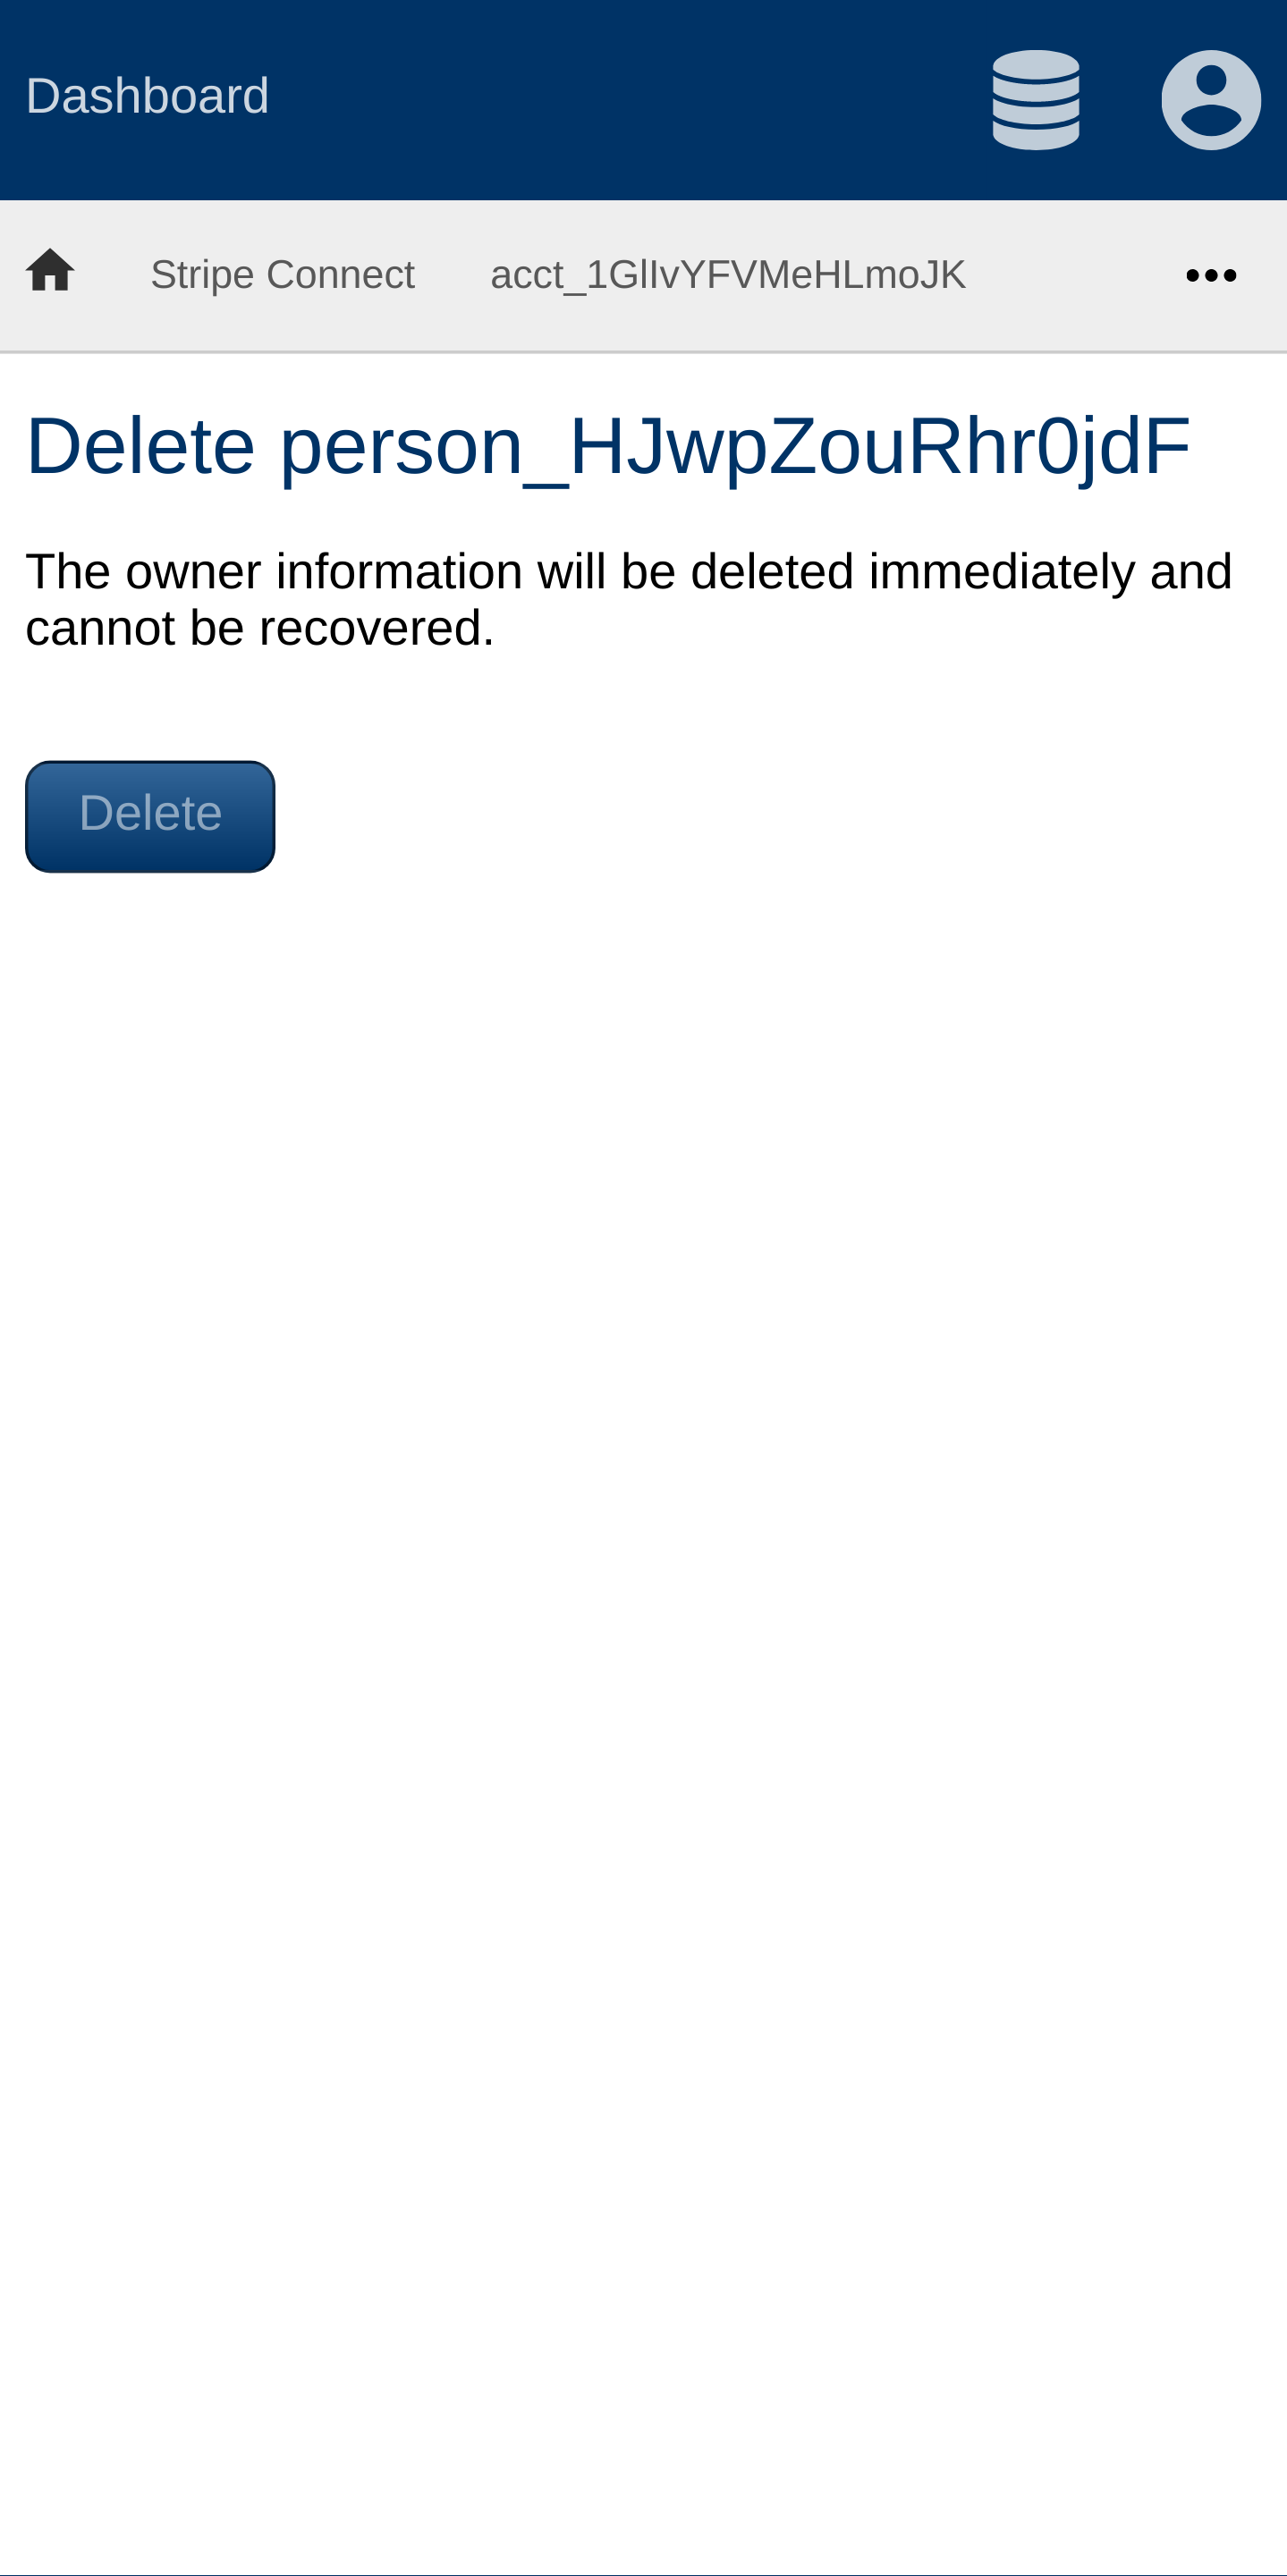 Dashboard
Stripe Connect acct_1GlIvYFVMeHLmoJK
Delete person_HJwpZouRhr0jdF
The owner information will be deleted immediately and
cannot be recovered.
Delete